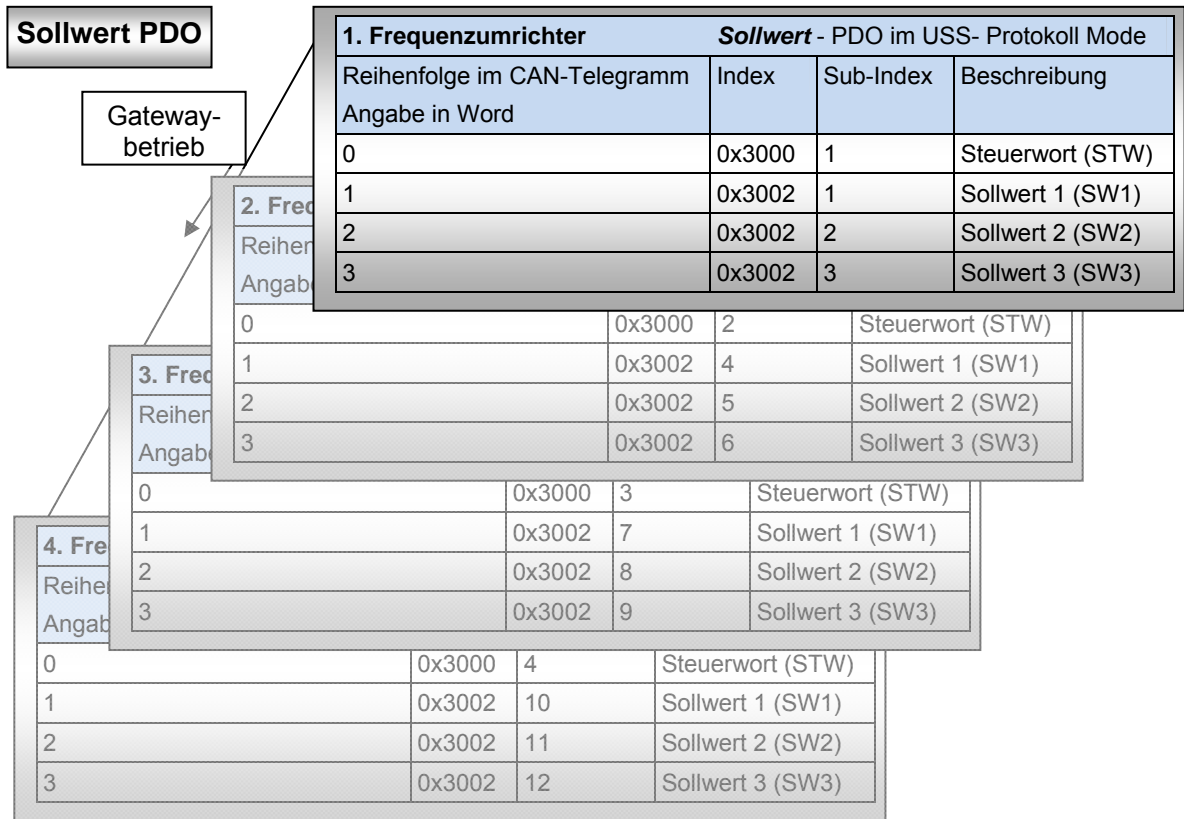 Sollwert PDO
Gateway-
betrieb
1. Frequenzumrichter Sollwert - PDO im USS- Protokoll Mode
Reihenfolge im CAN-Telegramm Index Sub-Index Beschreibung
Angabe in Word
0 0x3000 1 Steuerwort (STW)
1 0x3002 1 Sollwert 1 (SW1)
2 0x3002 2 Sollwert 2 (SW2)
3 0x3002 3 Sollwert 3 (SW3)
2. Freq
Reihen
Angab
0 0x3000 2 Steuerwort (STW)
1 0x3002 4 Sollwert 1 (SW1)
2 0x3002 5 Sollwert 2 (SW2)
3 0x3002 6 Sollwert 3 (SW3)
3. Freq
Reihen
Angab
0 0x3000 3 Steuerwort (STW)
1 0x3002 7 Sollwert 1 (SW1)
2 0x3002 8 Sollwert 2 (SW2)
3 0x3002 9 Sollwert 3 (SW3)
4. Fre
Reihe
Angab
0 0x3000 4 Steuerwort (STW)
1 0x3002 10 Sollwert 1 (SW1)
2 0x3002 11 Sollwert 2 (SW2)
3 0x3002 12 Sollwert 3 (SW3)